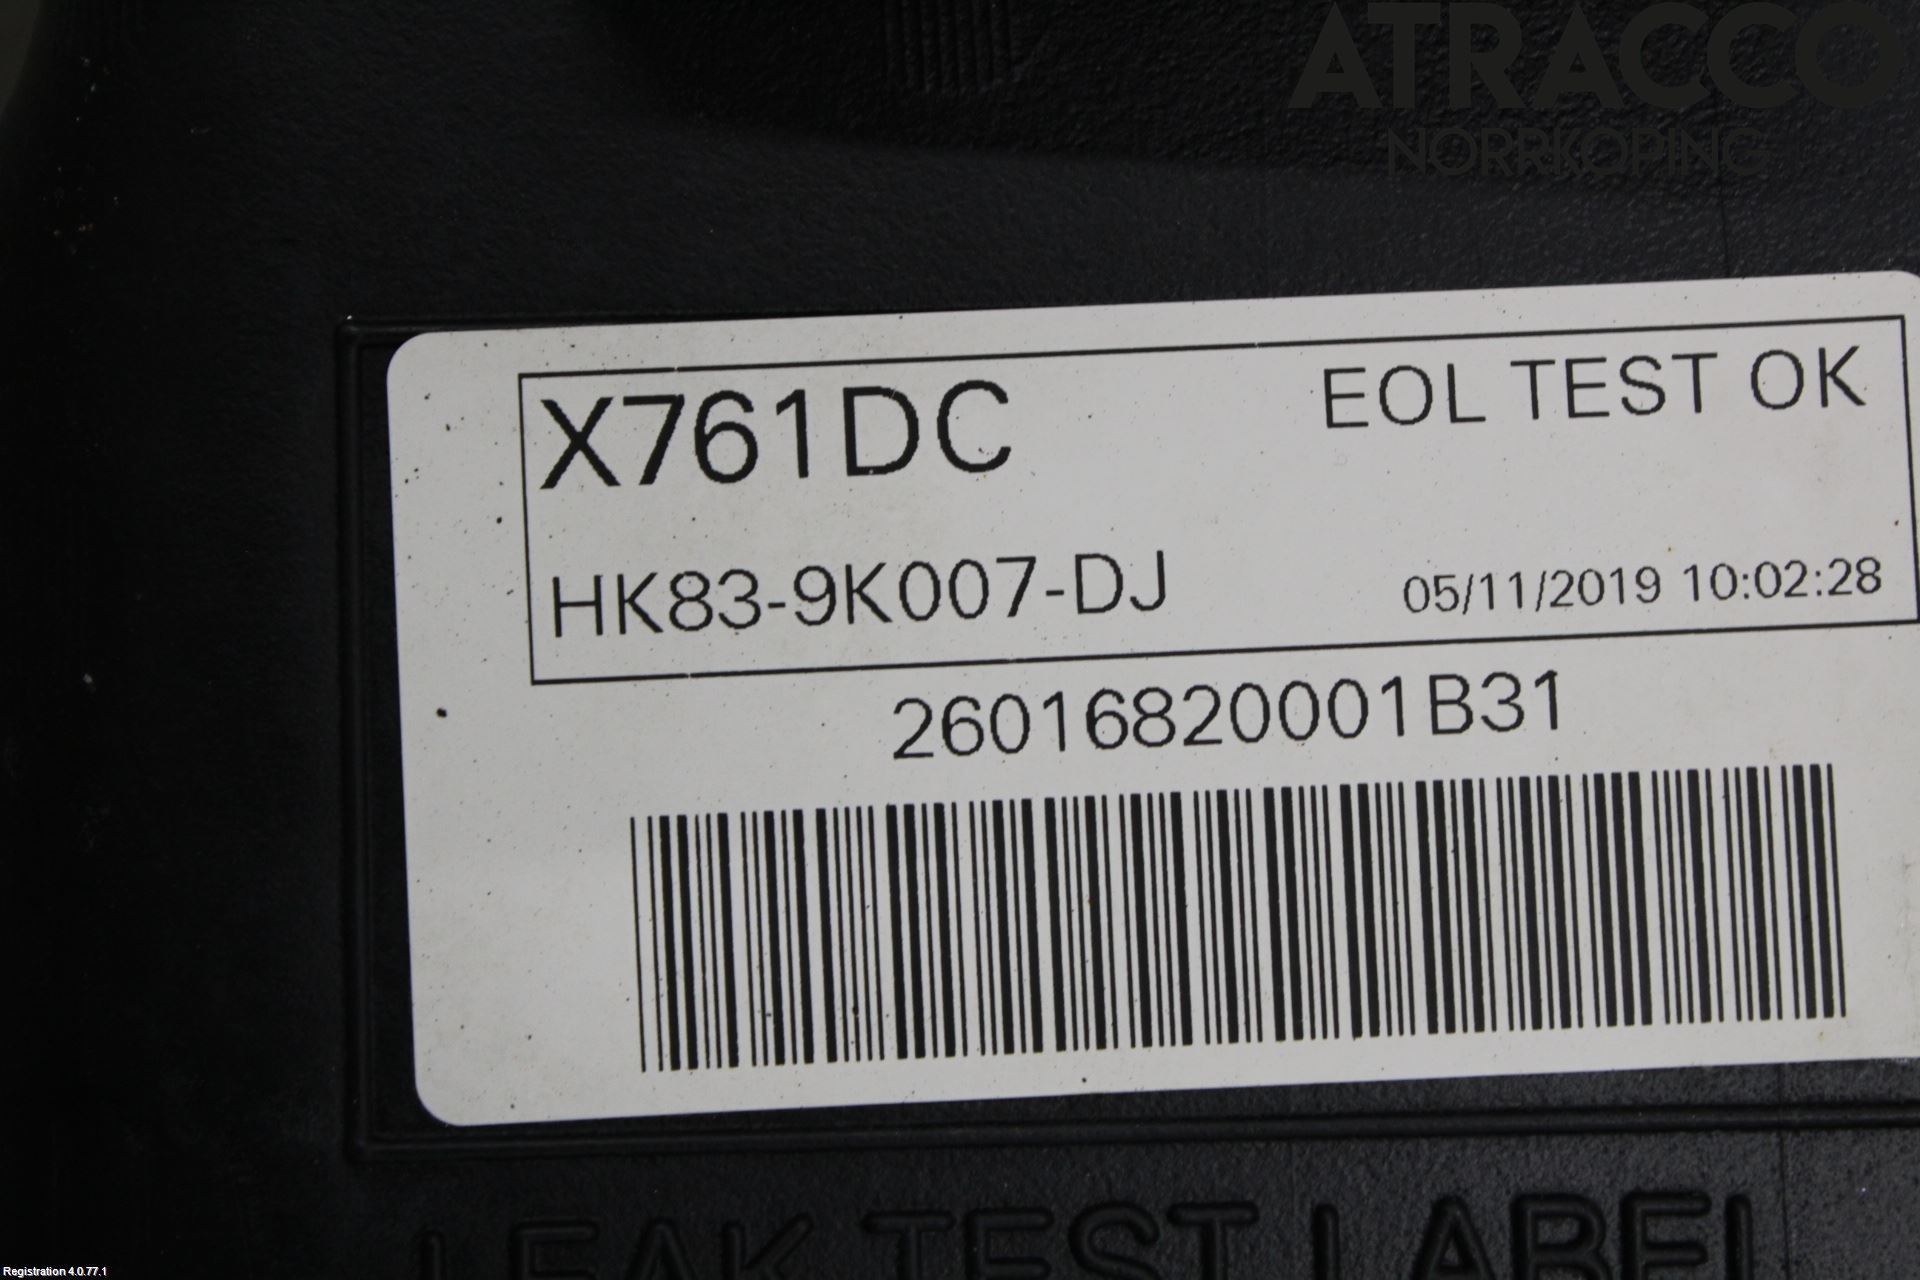 ATRACCO
NORRKÖPING
X761DC
EOL TEST OK
HK83-9K007-DJ
05/11/2019 10:02:28
26016820001B31
LEAK TEST LABEL
Registration 4.0.77.1